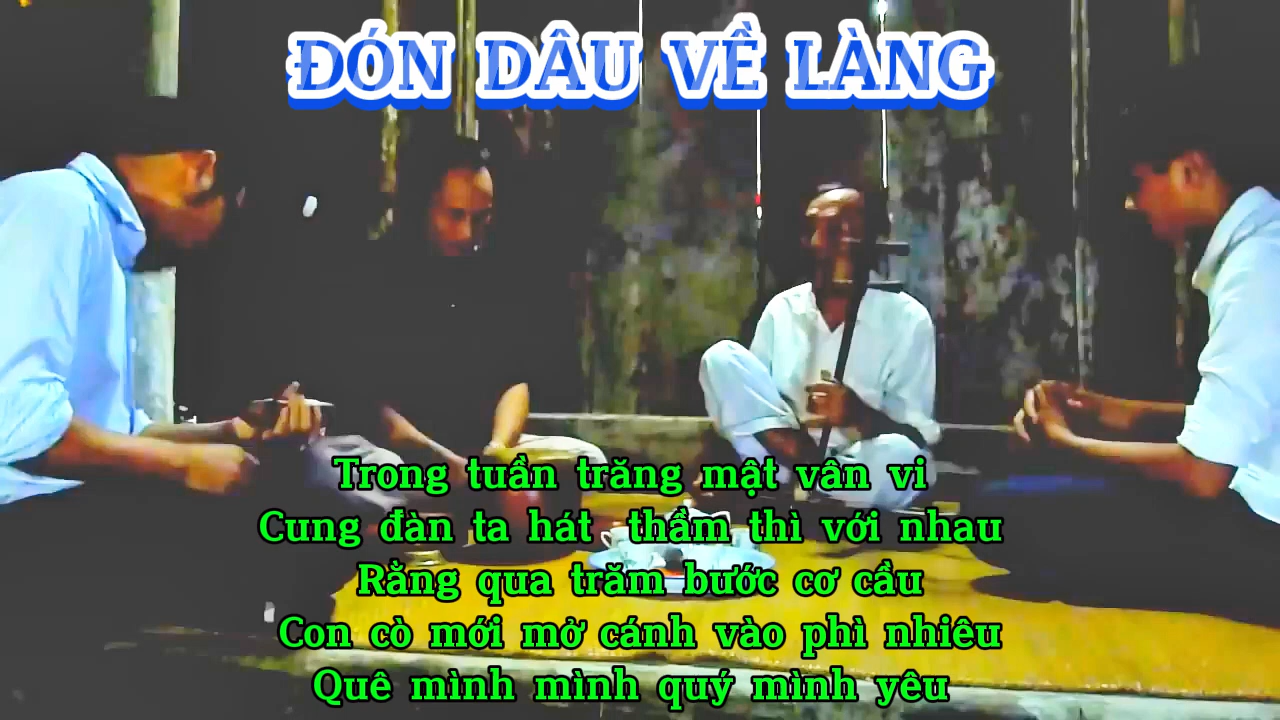 ĐÓN DÂU VỀ LÀNG
Trong tuần trăng mật vân vi
Cung đàn ta hát thầm thì với nhau
Rằng qua trăm bước cơ cầu
Con cò mới mở cánh vào phì nhiêu
Quê mình mình quý mình yêu